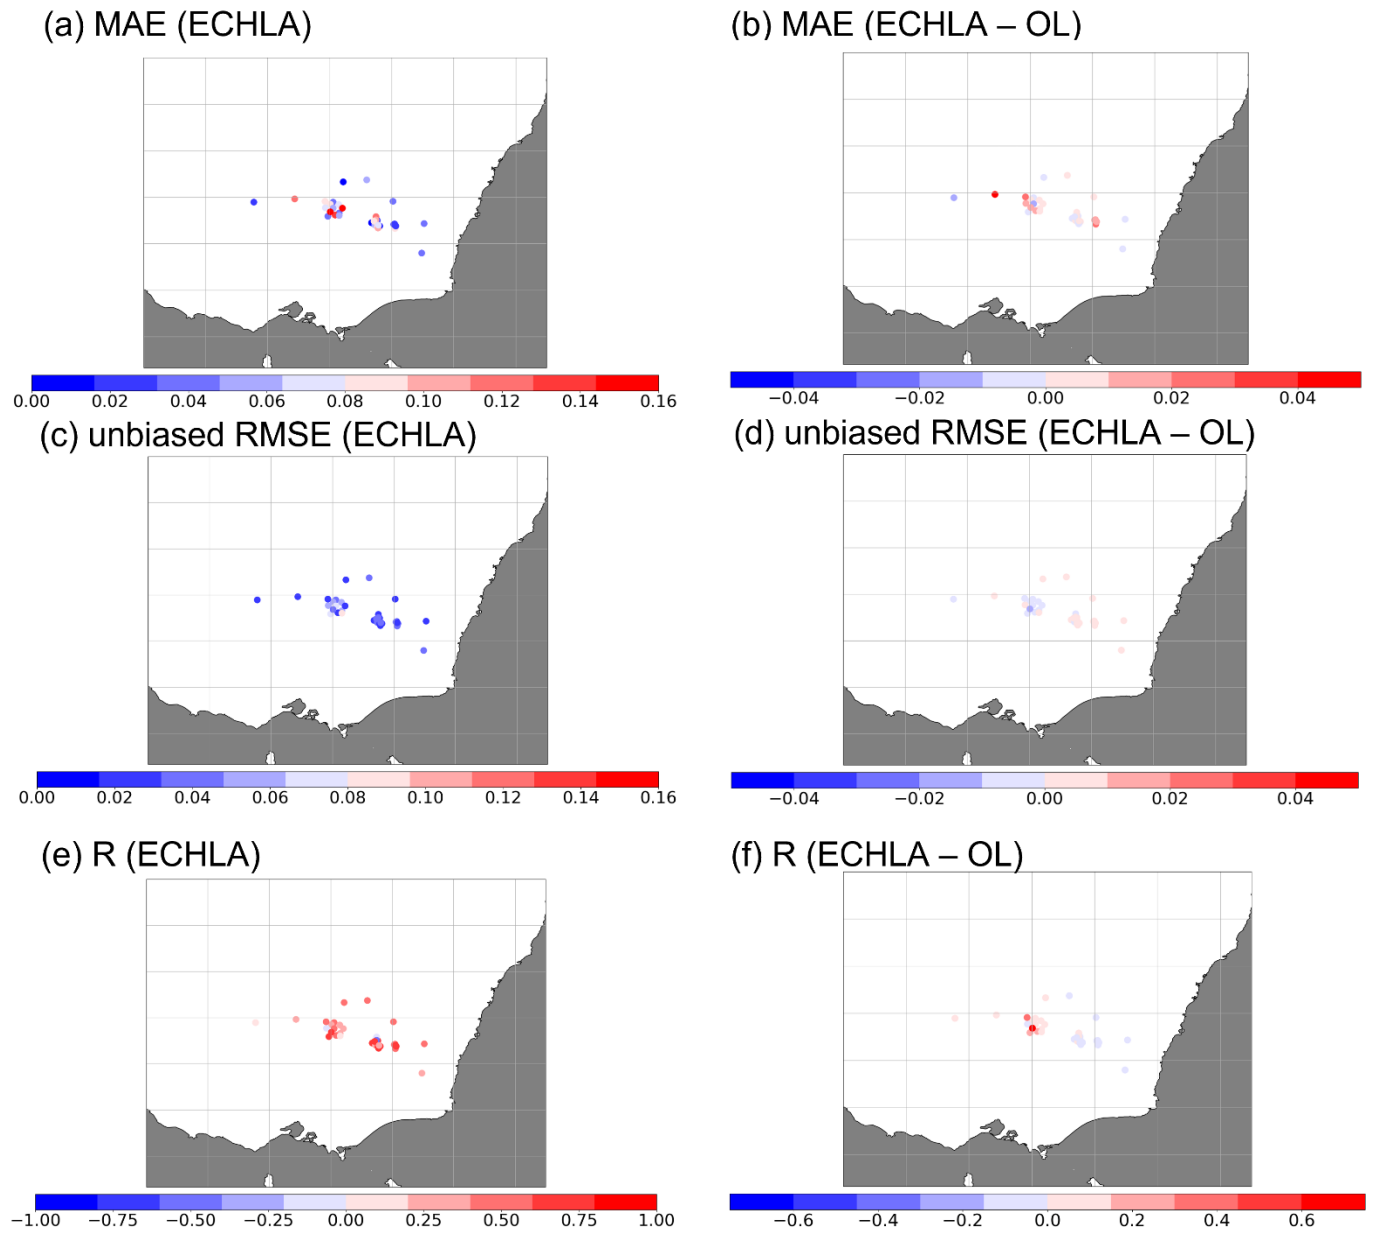 (a) MAE (ECHLA)
(b) MAE (ECHLA – OL)
0.00 0.02 0.04 0.06 0.08 0.10 0.12 0.14 0.16
−0.04 −0.02 0.00 0.02 0.04
(c) unbiased RMSE (ECHLA)
(d) unbiased RMSE (ECHLA – OL)
0.00 0.02 0.04 0.06 0.08 0.10 0.12 0.14 0.16
−0.04 −0.02 0.00 0.02 0.04
(e) R (ECHLA)
(f) R (ECHLA – OL)
−1.00 −0.75 −0.50 −0.25 0.00 0.25 0.50 0.75 1.00
−0.6 −0.4 −0.2 0.0 0.2 0.4 0.6